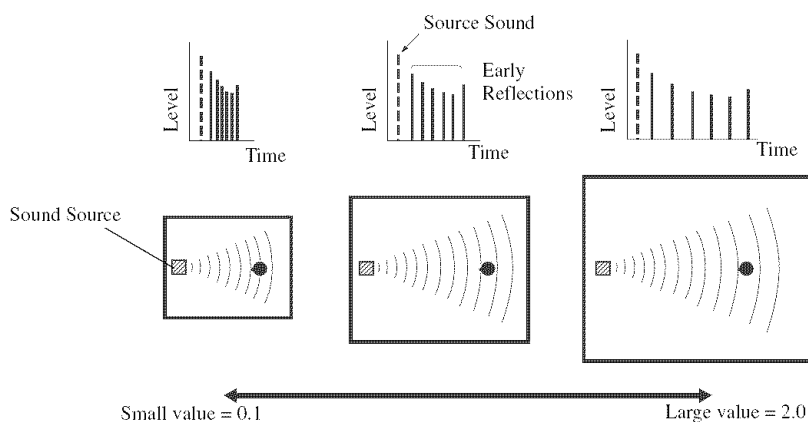 Source Sound
Early
Reflections
Level
Time
Level
Time
Level
Time
Sound Source
Small value = 0.1
Large value = 2.0